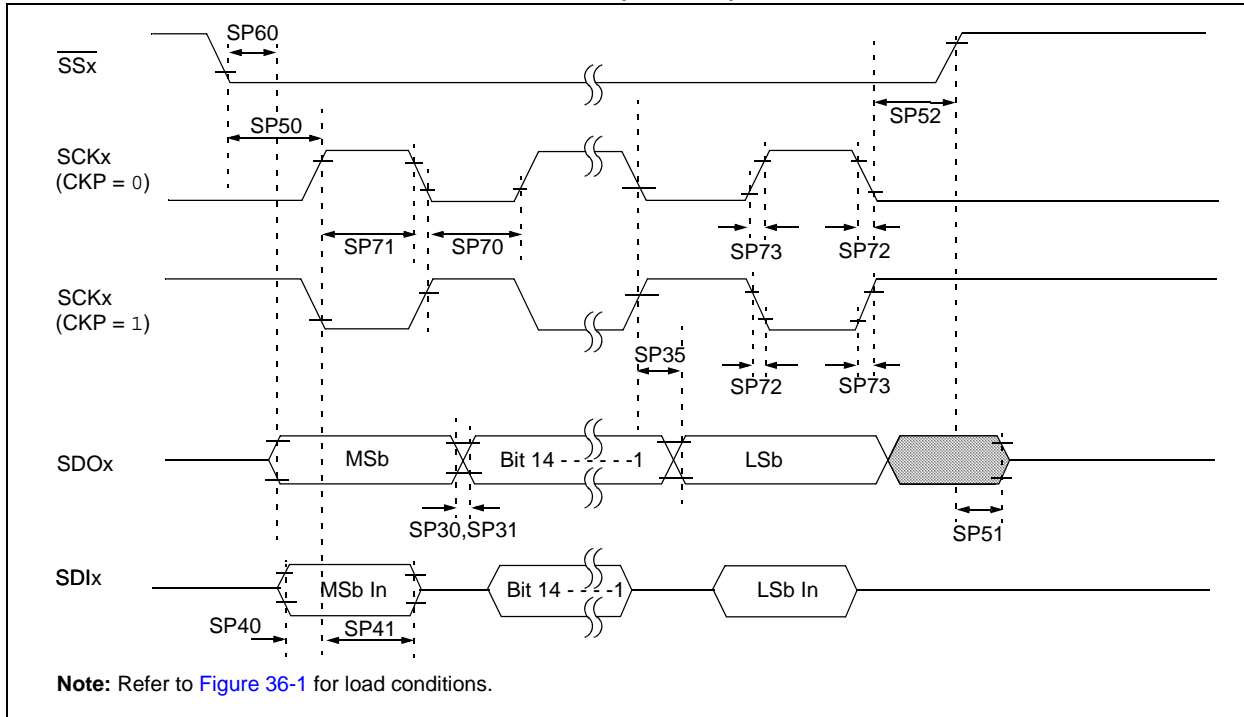 SP60
SSx
SP50
SP52
SCKx
(CKP = 0)
SP71
SP70
SP73
SP72
SCKx
(CKP = 1)
SP35
SP72
SP73
SDOx
MSb
Bit 14 - - - - - -1
LSb
SP30,SP31
SP51
SDIx
MSb In
Bit 14 - - - -1
LSb In
SP40
SP41
Note: Refer to Figure 36-1 for load conditions.